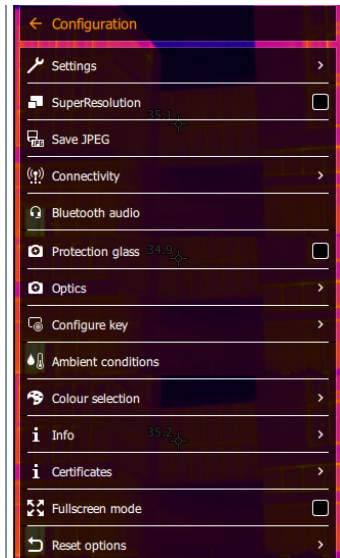 Configuration
Settings
SuperResolution
35.1
Save JPEG
Connectivity
Bluetooth audio
Protection glass 34.9
Optics
Configure key
Ambient conditions
Colour selection
Info 35.2
Certificates
Fullscreen mode
Reset options